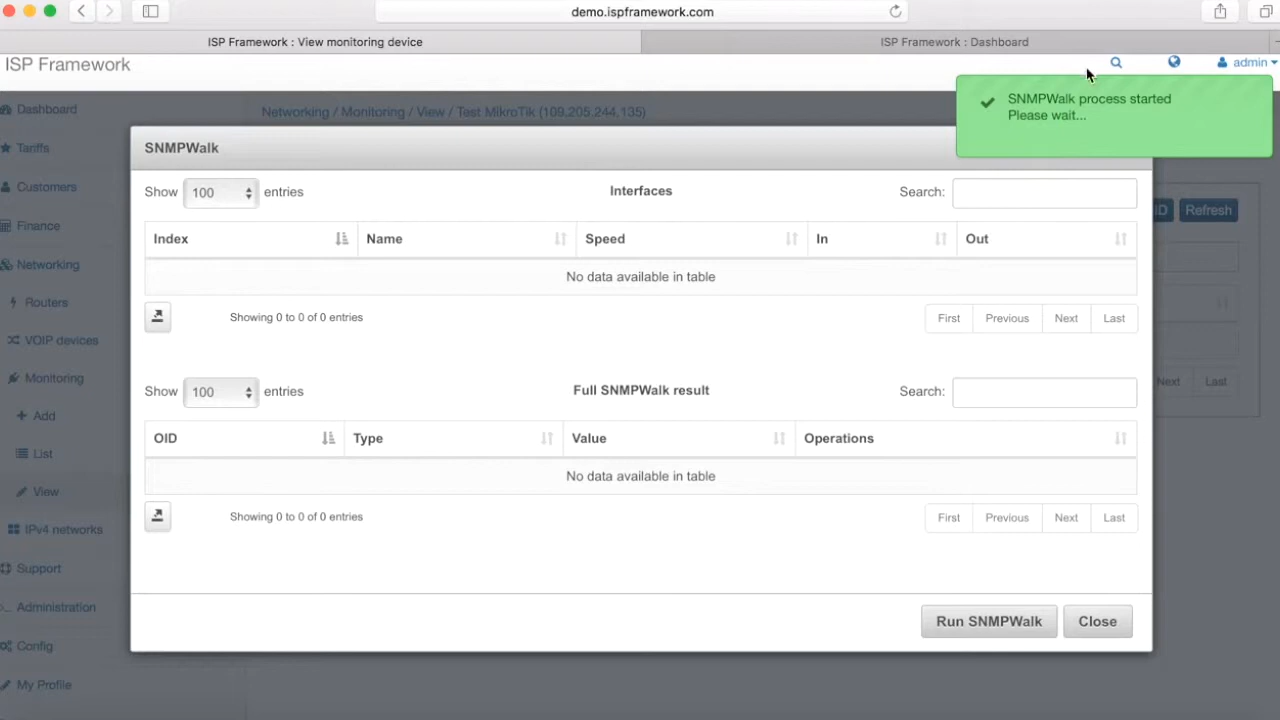 demo.ispframework.com
ISP Framework : View monitoring device
ISP Framework : Dashboard
ISP Framework
admin
SNMPWalk process started
Please wait...
Dashboard
Networking / Monitoring / View / Test MikroTik (109.205.244.135)
Tariffs
Customers
Finance
Networking
Routers
VOIP devices
Monitoring
Add
List
View
IPv4 networks
Support
Administration
Config
My Profile
SNMPWalk
Show 100 entries
Interfaces
Search:
ID
Refresh
Index Name Speed In Out
No data available in table
Showing 0 to 0 of 0 entries
First Previous Next Last
Next Last
Show 100 entries
Full SNMPWalk result
Search:
OID Type Value Operations
No data available in table
Showing 0 to 0 of 0 entries
First Previous Next Last
Run SNMPWalk
Close